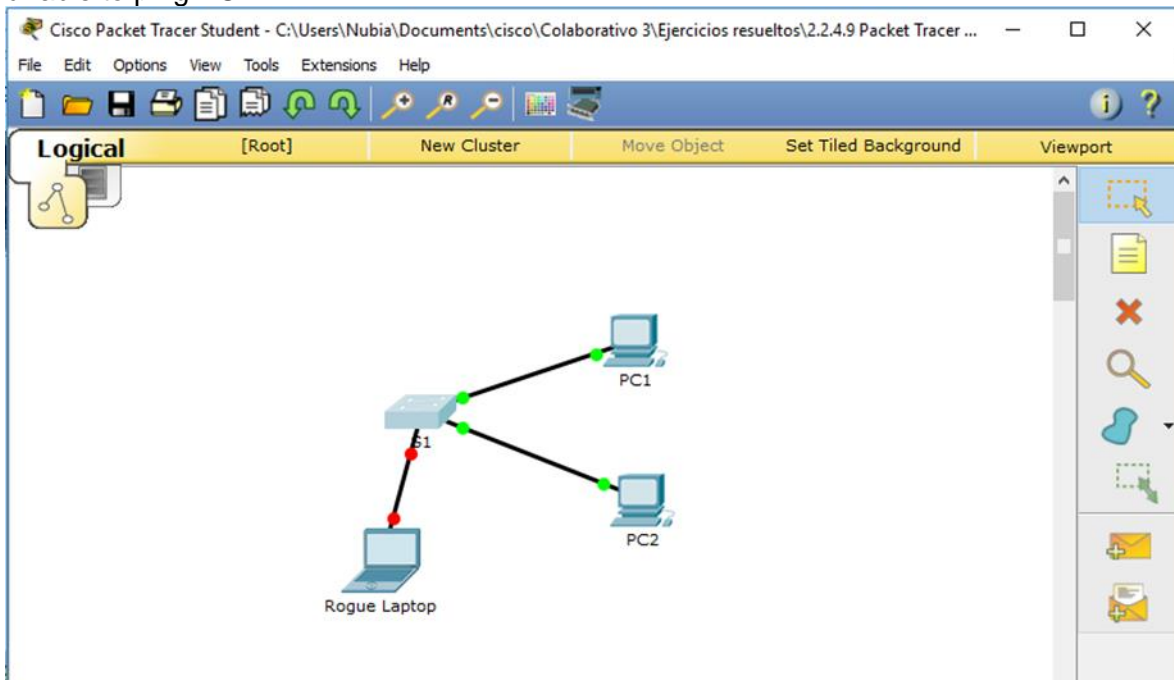 Cisco Packet Tracer Student - C:\Users\Nubia\Documents\cisco\Colaborativo 3\Ejercicios resueltos\2.2.4.9 Packet Tracer ...
File Edit Options View Tools Extensions Help
Logical [Root] New Cluster Move Object Set Tiled Background Viewport
PC1
S1
PC2
Rogue Laptop